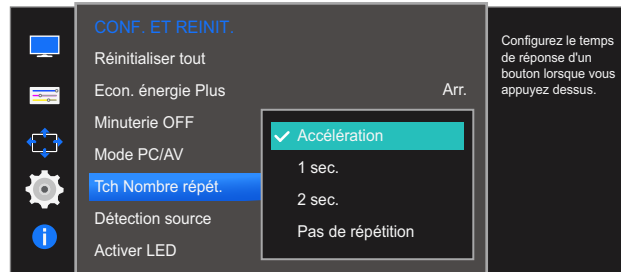 CONF. ET REINIT.
Réinitialiser tout
Econ. énergie Plus Arr.
Minuterie OFF
Mode PC/AV
Tch Nombre répét.
Détection source
Activer LED
Accélération
1 sec.
2 sec.
Pas de répétition
Configurez le temps
de réponse d'un
bouton lorsque vous
appuyez dessus.